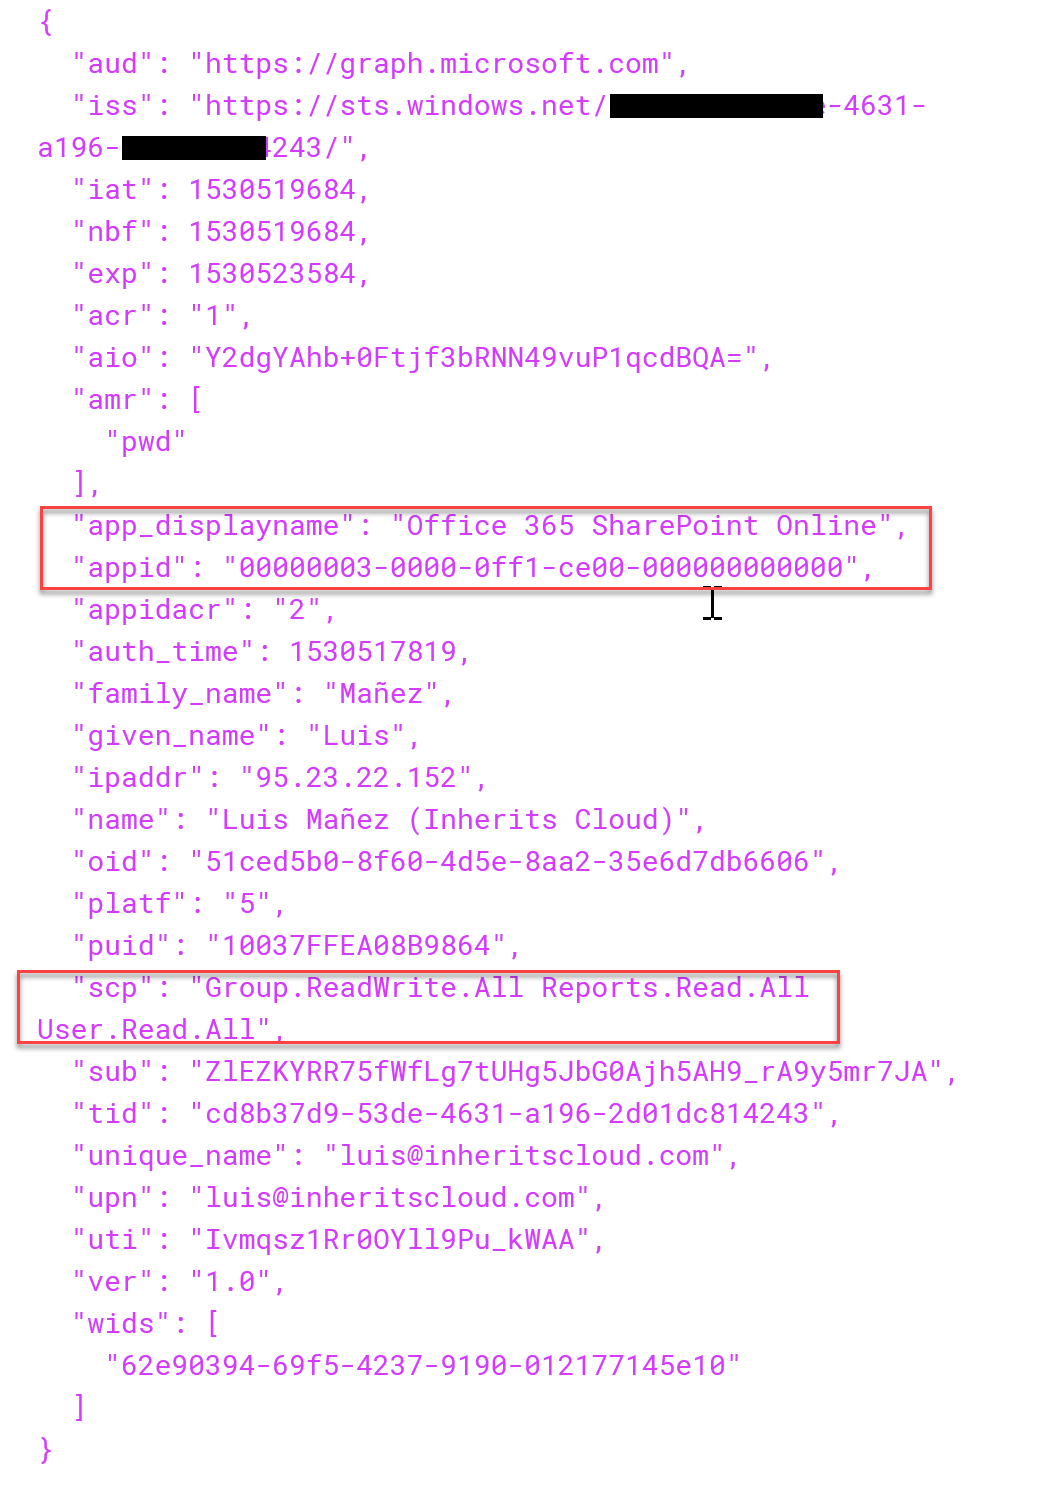 {
"aud": "https://graph.microsoft.com",
"iss": "https://sts.windows.net/ -4631-
a196- 243/",
"iat": 1530519684,
"nbf": 1530519684,
"exp": 1530523584,
"acr": "1",
"aio": "Y2dgYAhb+0Ftjf3bRNN49vuP1qcdBQA=",
"amr": [
"pwd"
],
"app_displayname": "Office 365 SharePoint Online",
"appid": "00000003-0000-0ff1-ce00-000000000000",
"appidacr": "2",
"auth_time": 1530517819,
"family_name": "Mañez",
"given_name": "Luis",
"ipaddr": "95.23.22.152",
"name": "Luis Mañez (Inherits Cloud)",
"oid": "51ced5b0-8f60-4d5e-8aa2-35e6d7db6606",
"platf": "5",
"puid": "10037FFEA08B9864",
"scp": "Group.ReadWrite.All Reports.Read.All
User.Read.All",
"sub": "ZlEZKYRR75fWfLg7tUHg5JbG0Ajh5AH9_rA9y5mr7JA",
"tid": "cd8b37d9-53de-4631-a196-2d01dc814243",
"unique_name": "luis@inheritscloud.com",
"upn": "luis@inheritscloud.com",
"uti": "Ivmqsz1Rr0OYll9Pu_kWAA",
"ver": "1.0",
"wids": [
"62e90394-69f5-4237-9190-012177145e10"
]
}